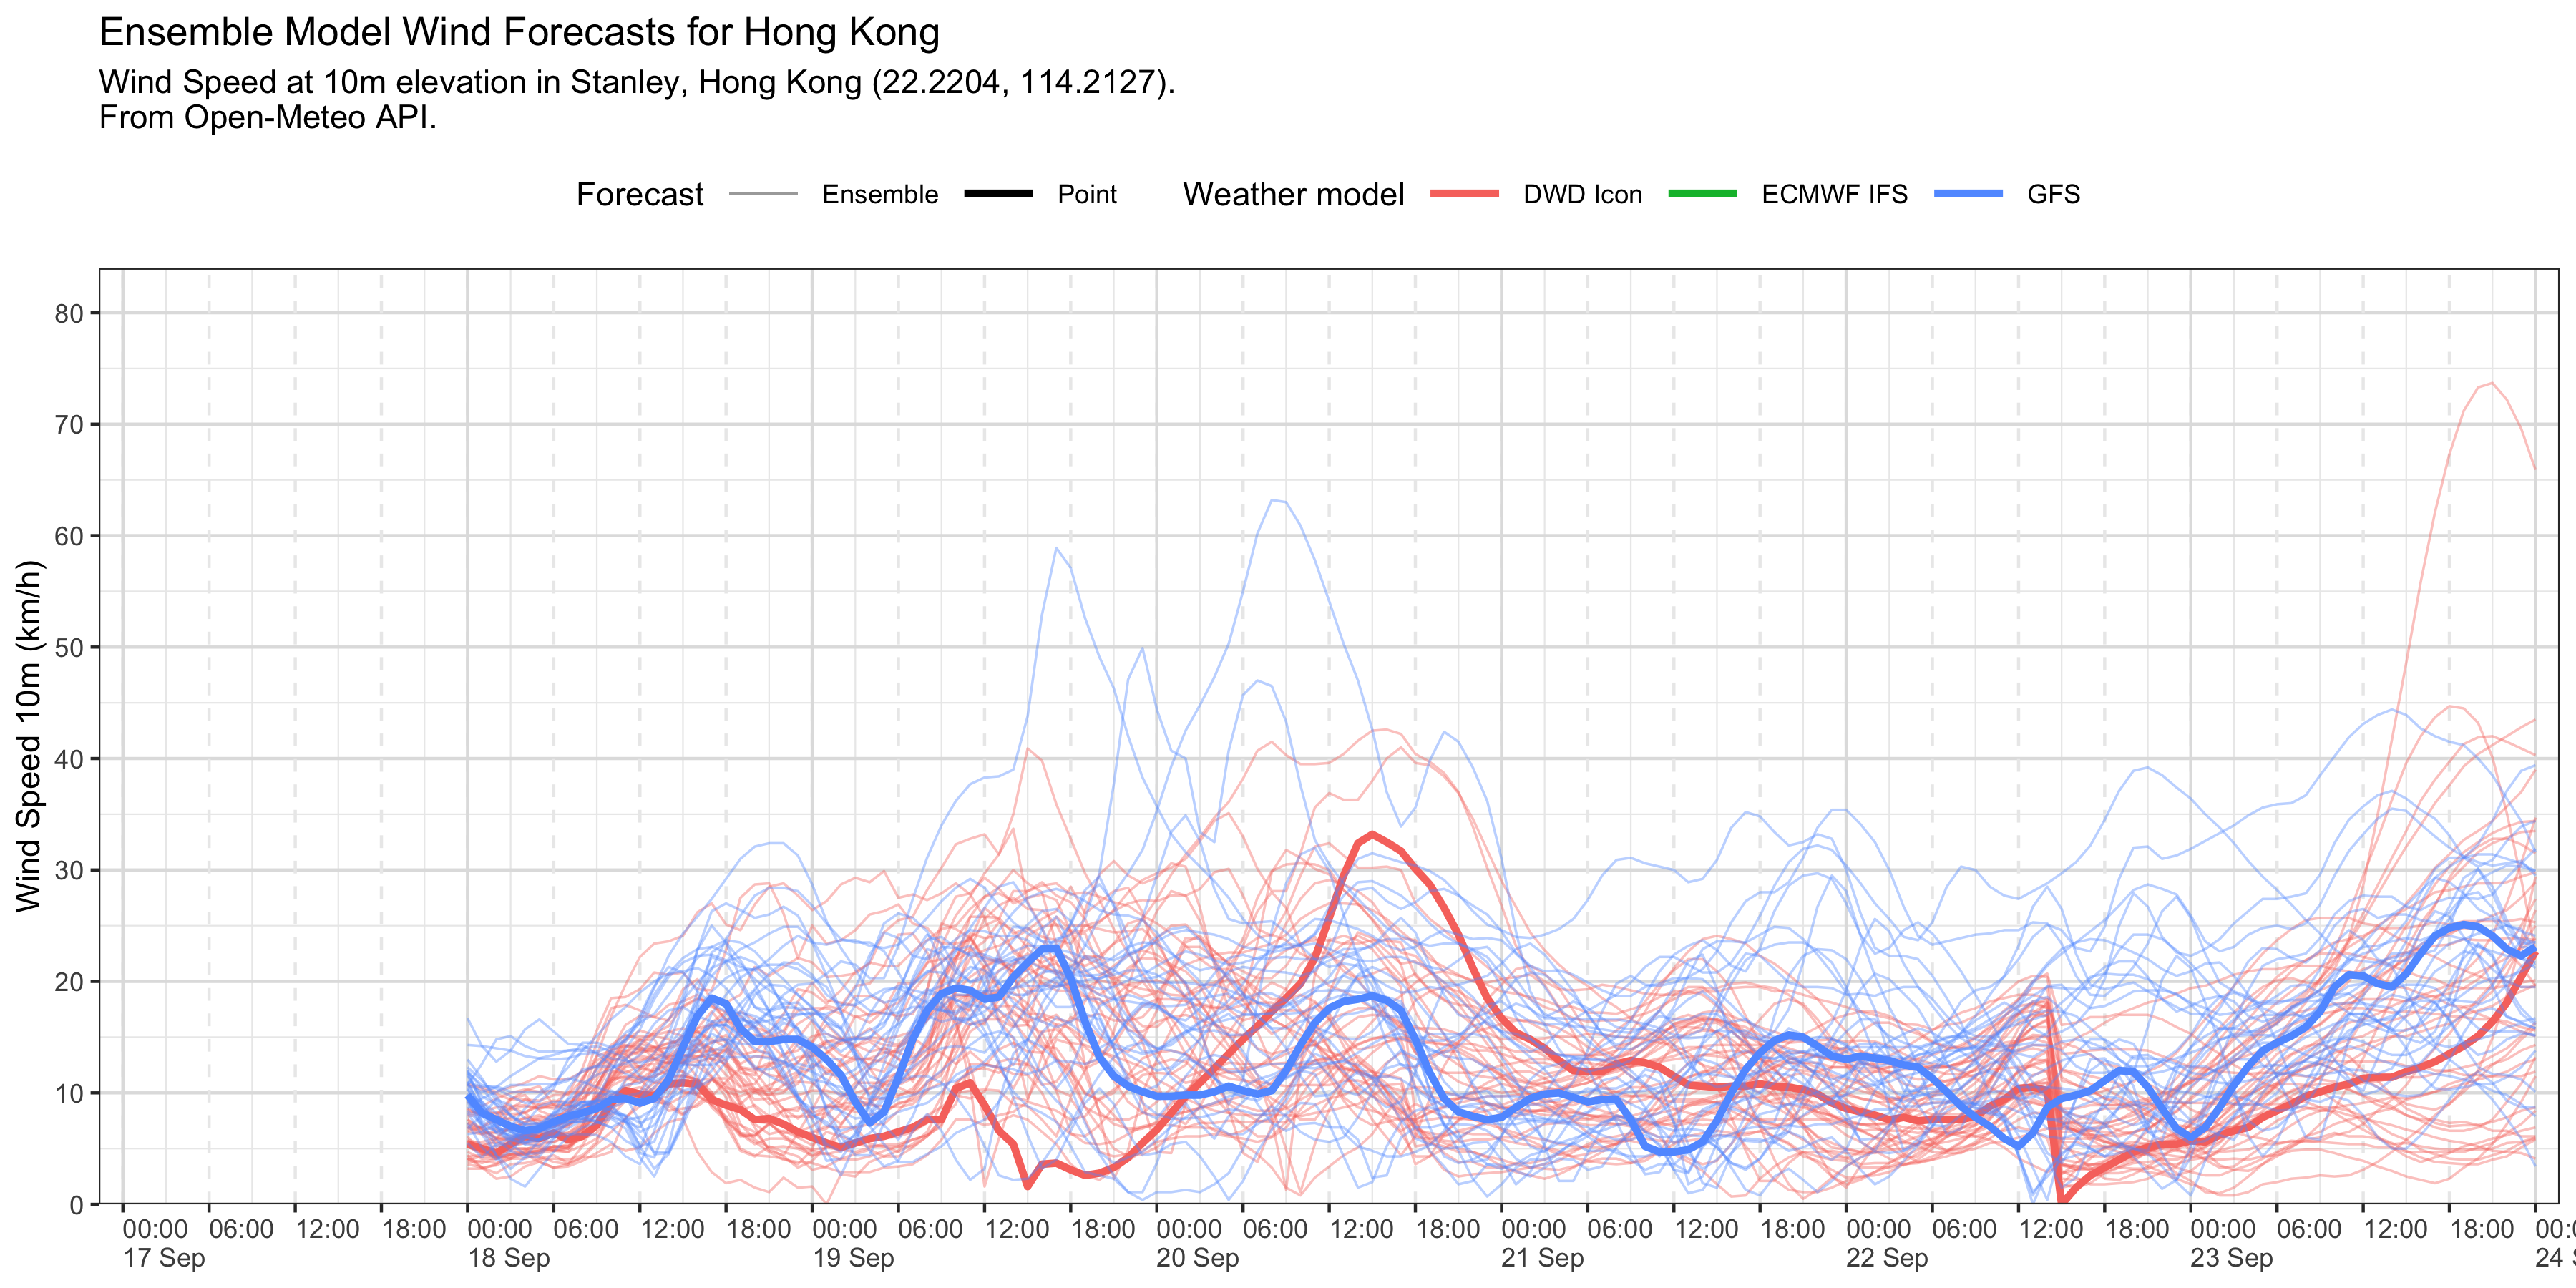 Ensemble Model Wind Forecasts for Hong Kong
Wind Speed at 10m elevation in Stanley, Hong Kong (22.2204, 114.2127).
From Open-Meteo API.
Forecast Ensemble Point Weather model DWD Icon ECMWF IFS GFS
Wind Speed 10m (km/h)
80
70
60
50
40
30
20
10
0
00:00 06:00 12:00 18:00 00:00 06:00 12:00 18:00 00:00 06:00 12:00 18:00 00:00 06:00 12:00 18:00 00:00 06:00 12:00 18:00 00:00 06:00 12:00 18:00 00:00 06:00 12:00 18:00 00:
17 Sep 18 Sep 19 Sep 20 Sep 21 Sep 22 Sep 23 Sep 24